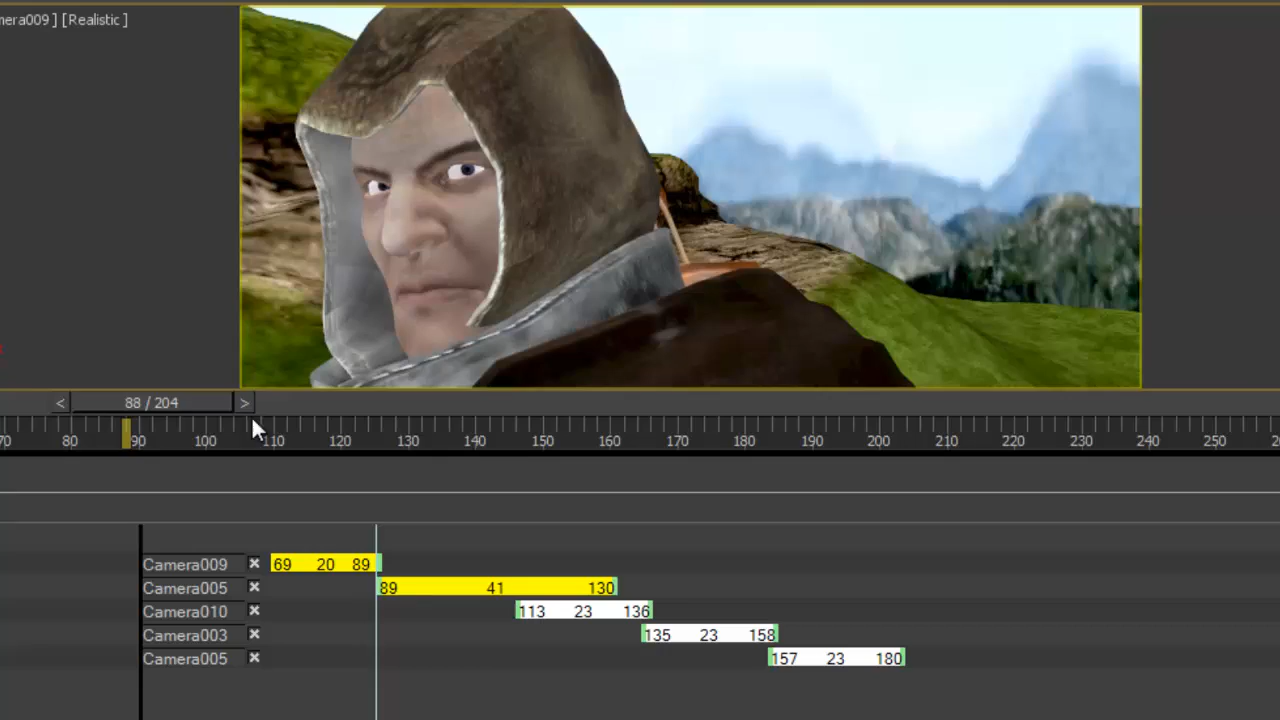 mera009 ] [Realistic ]
< 88 / 204 >
70 80 90 100 110 120 130 140 150 160 170 180 190 200 210 220 230 240 250
Camera009 69 20 89
Camera005 89 41 130
Camera010 113 23 136
Camera003 135 23 158
Camera005 157 23 180